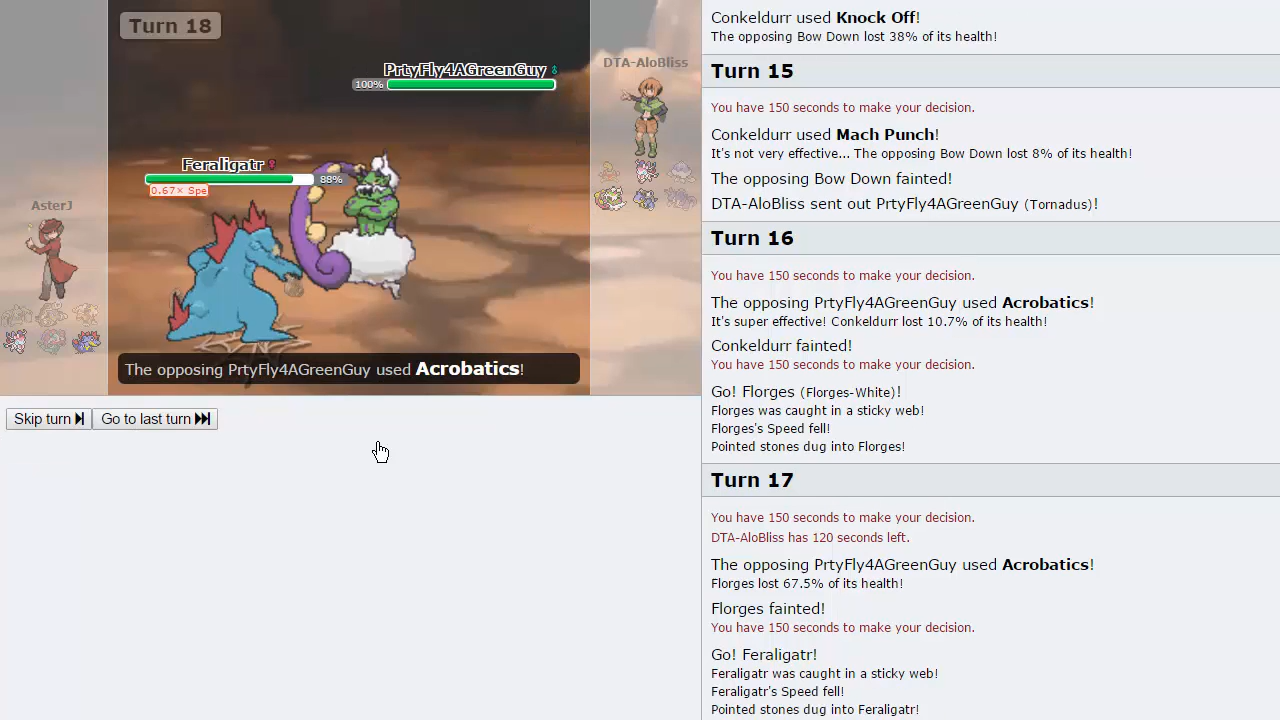 Turn 18
PrtyFly4AGreenGuy
100%
DTA-AloBliss
Feraligatr
88%
0.67× Spe
AsterJ
The opposing PrtyFly4AGreenGuy used Acrobatics!
Skip turn
Go to last turn
Conkeldurr used Knock Off!
The opposing Bow Down lost 38% of its health!
Turn 15
You have 150 seconds to make your decision.
Conkeldurr used Mach Punch!
It's not very effective... The opposing Bow Down lost 8% of its health!
The opposing Bow Down fainted!
DTA-AloBliss sent out PrtyFly4AGreenGuy (Tornadus)!
Turn 16
You have 150 seconds to make your decision.
The opposing PrtyFly4AGreenGuy used Acrobatics!
It's super effective! Conkeldurr lost 10.7% of its health!
Conkeldurr fainted!
You have 150 seconds to make your decision.
Go! Florges (Florges-White)!
Florges was caught in a sticky web!
Florges's Speed fell!
Pointed stones dug into Florges!
Turn 17
You have 150 seconds to make your decision.
DTA-AloBliss has 120 seconds left.
The opposing PrtyFly4AGreenGuy used Acrobatics!
Florges lost 67.5% of its health!
Florges fainted!
You have 150 seconds to make your decision.
Go! Feraligatr!
Feraligatr was caught in a sticky web!
Feraligatr's Speed fell!
Pointed stones dug into Feraligatr!